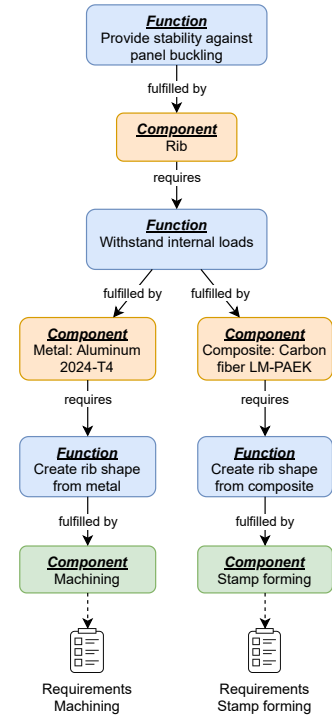 Function
Provide stability against
panel buckling
fulfilled by
Component
Rib
requires
Function
Withstand internal loads
fulfilled by
fulfilled by
Component
Metal: Aluminum
2024-T4
Component
Composite: Carbon
fiber LM-PAEK
requires
requires
Function
Create rib shape
from metal
Function
Create rib shape
from composite
fulfilled by
fulfilled by
Component
Machining
Component
Stamp forming
Requirements
Machining
Requirements
Stamp forming